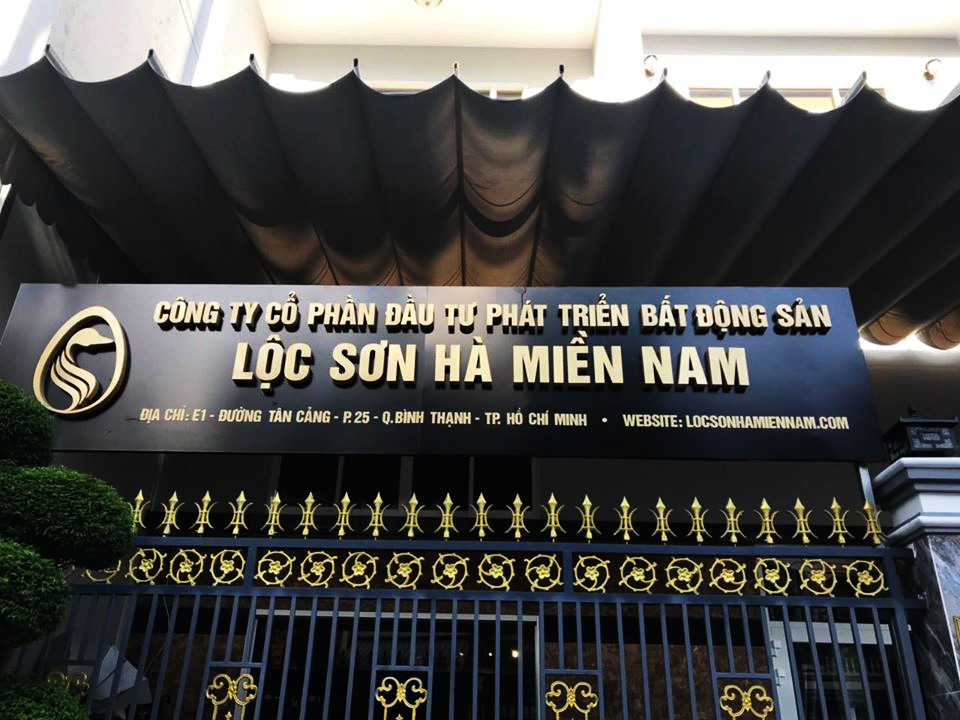 CÔNG TY CỔ PHẦN ĐẦU TƯ PHÁT TRIỂN BẤT ĐỘNG SẢN
LỘC SƠN HÀ MIỀN NAM
ĐỊA CHỈ: E1 - ĐƯỜNG TÂN CẢNG - P.25 - Q.BÌNH THẠNH - TP. HỒ CHÍ MINH • WEBSITE: LOCSONHAMIENNAM.COM